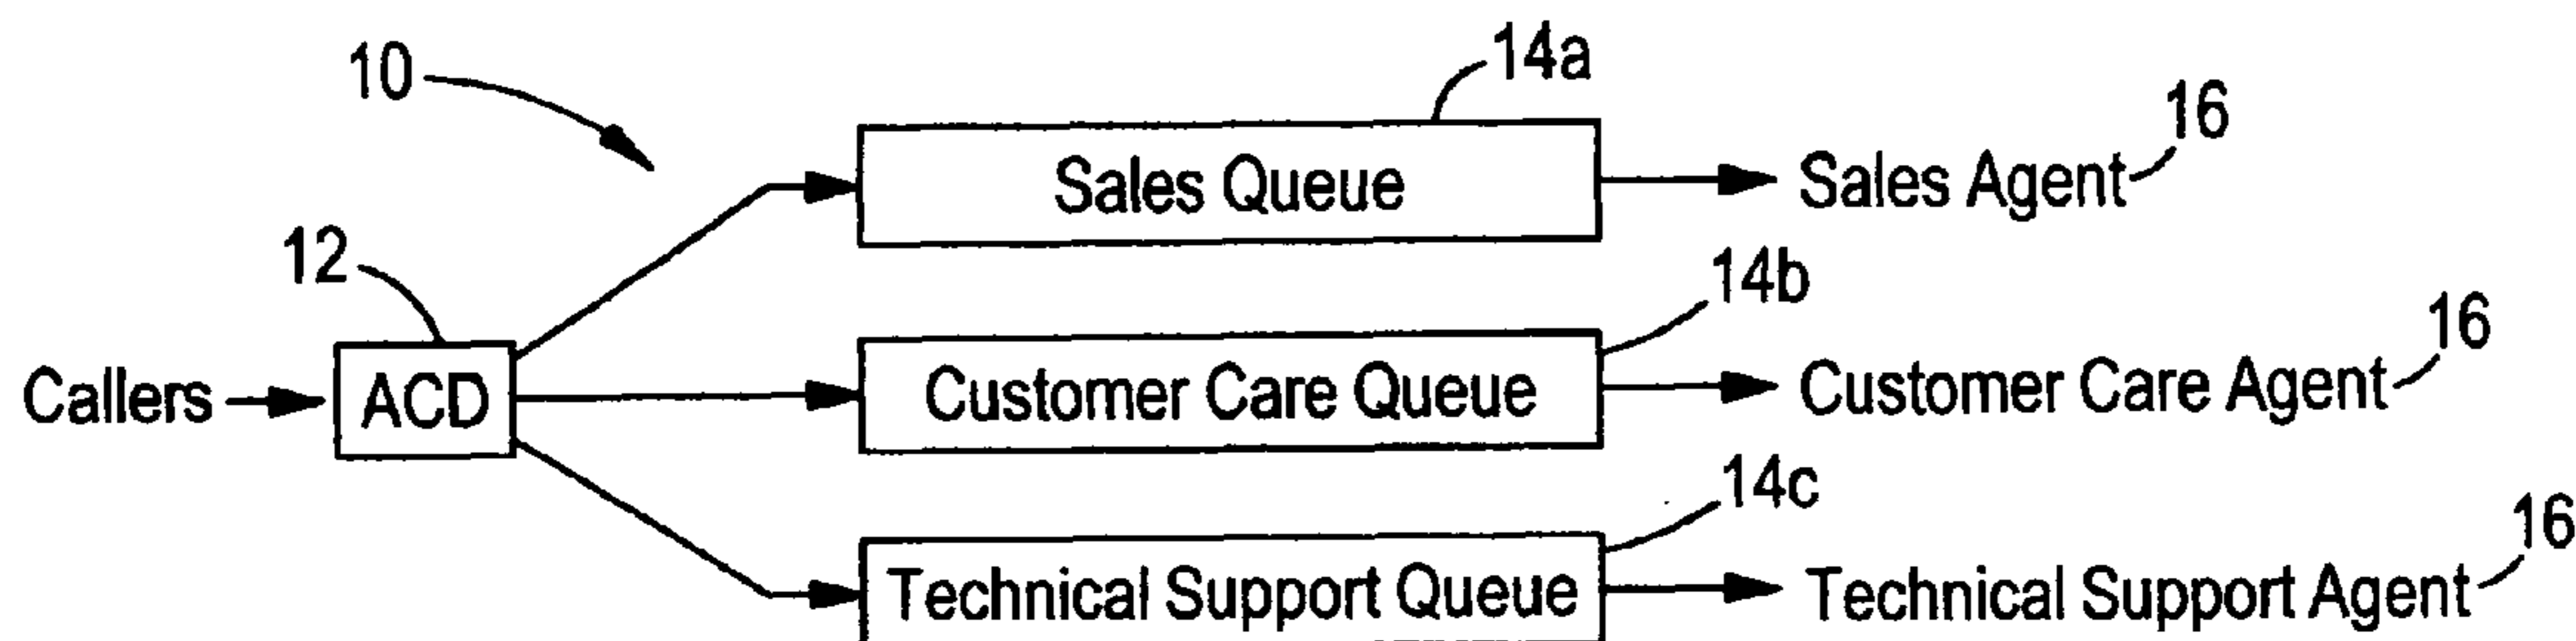 10
14a
16
Sales Queue
Sales Agent
12
14b
16
Callers
ACD
Customer Care Queue
Customer Care Agent
14c
16
Technical Support Queue
Technical Support Agent